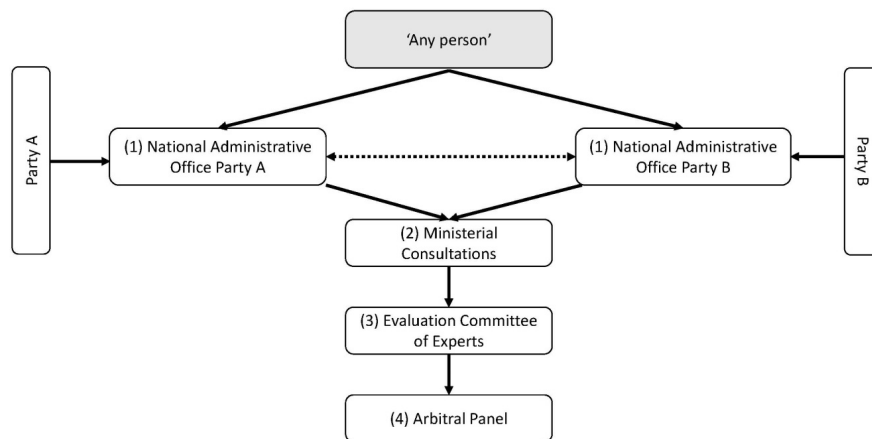 ‘Any person’
Party A
(1) National Administrative
Office Party A
(1) National Administrative
Office Party B
Party B
(2) Ministerial
Consultations
(3) Evaluation Committee
of Experts
(4) Arbitral Panel